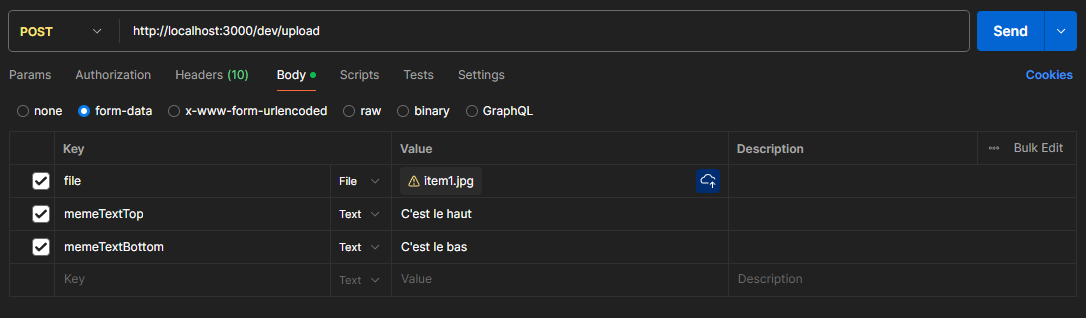 POST http://localhost:3000/dev/upload Send
Params Authorization Headers (10) Body Scripts Tests Settings Cookies
none form-data x-www-form-urlencoded raw binary GraphQL
Key Value Description Bulk Edit
file File item1.jpg
memeTextTop Text C'est le haut
memeTextBottom Text C'est le bas
Key Text Value Description